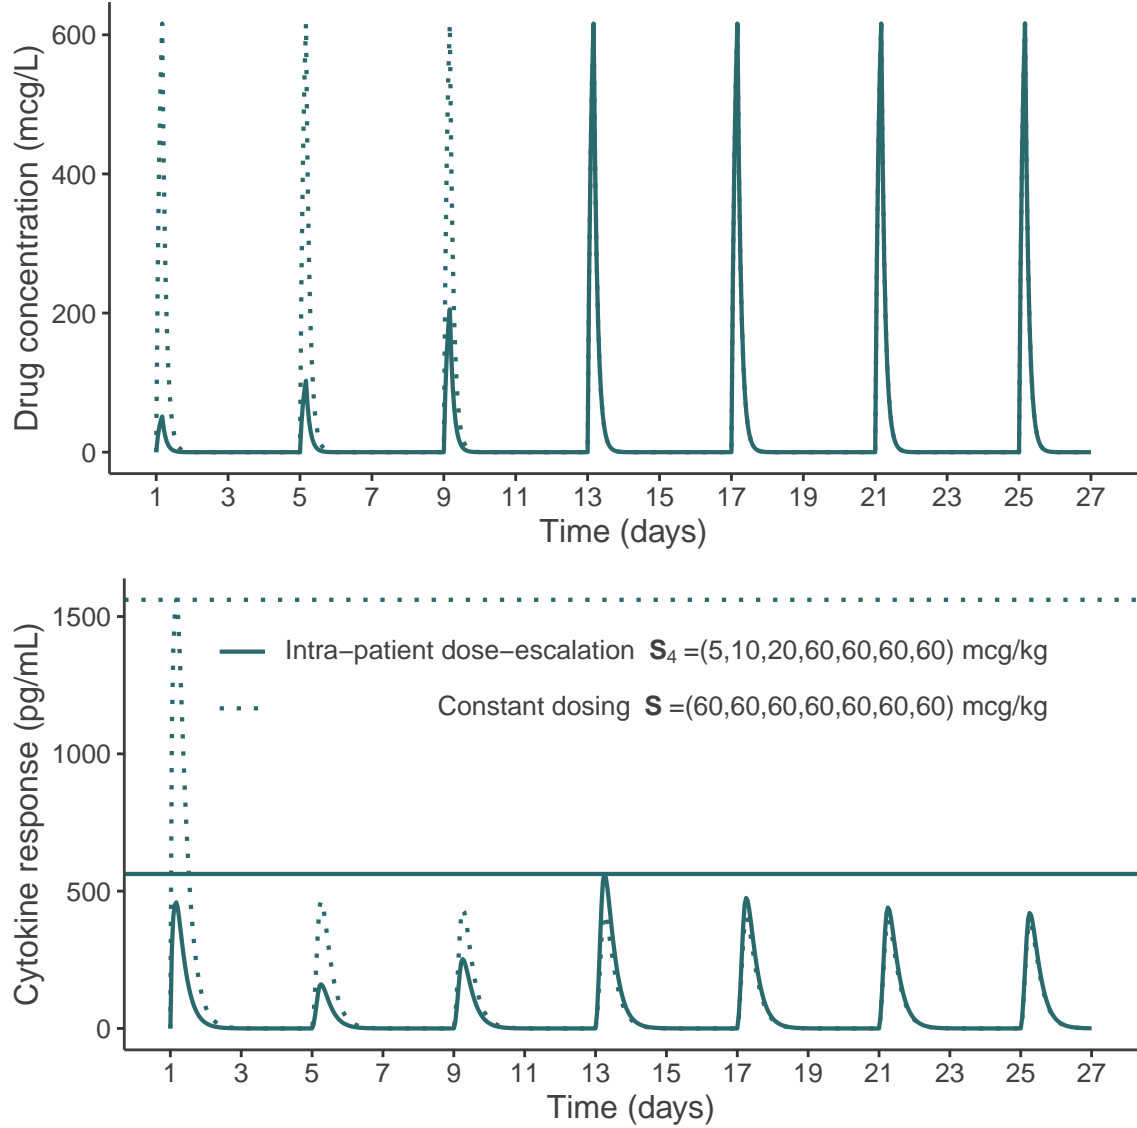 Drug concentration (mcg/L)
600
400
200
0
1 3 5 7 9 11 13 15 17 19 21 23 25 27
Time (days)
Cytokine response (pg/mL)
1500
1000
500
0
Intra−patient dose−escalation S4 =(5,10,20,60,60,60,60) mcg/kg
Constant dosing S =(60,60,60,60,60,60,60) mcg/kg
1 3 5 7 9 11 13 15 17 19 21 23 25 27
Time (days)